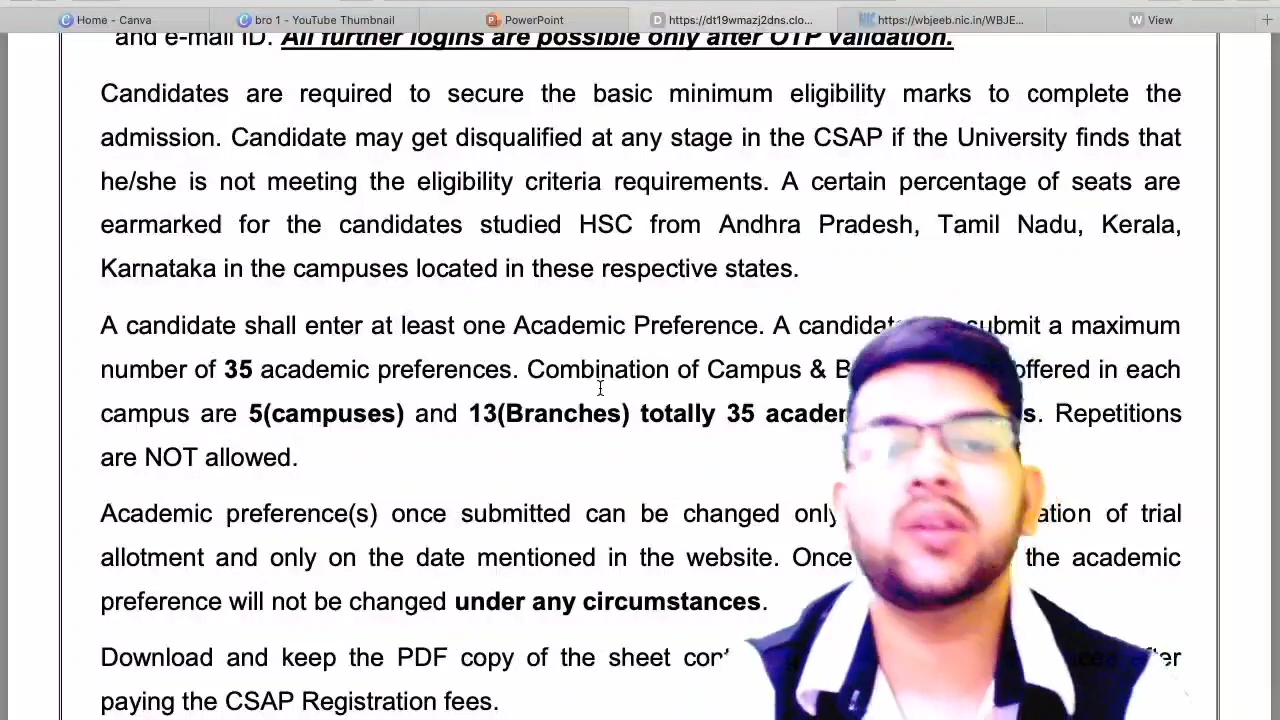 Home - Canva
bro 1 - YouTube Thumbnail
PowerPoint
https://dt19wmazj2dns.clo...
https://wbjeeb.nic.in/WBJE...
View
and e-mail ID. All further logins are possible only after OTP validation.
Candidates are required to secure the basic minimum eligibility marks to complete the
admission. Candidate may get disqualified at any stage in the CSAP if the University finds that
he/she is not meeting the eligibility criteria requirements. A certain percentage of seats are
earmarked for the candidates studied HSC from Andhra Pradesh, Tamil Nadu, Kerala,
Karnataka in the campuses located in these respective states.
A candidate shall enter at least one Academic Preference. A submit a maximum
number of 35 academic preferences. Combination of Campus & offered in each
campus are 5(campuses) and 13(Branches) totally 35 Repetitions
are NOT allowed.
Academic preference(s) once submitted can be changed only of trial
allotment and only on the date mentioned in the website. Once the academic
preference will not be changed under any circumstances.
Download and keep the PDF copy of the sheet
paying the CSAP Registration fees.